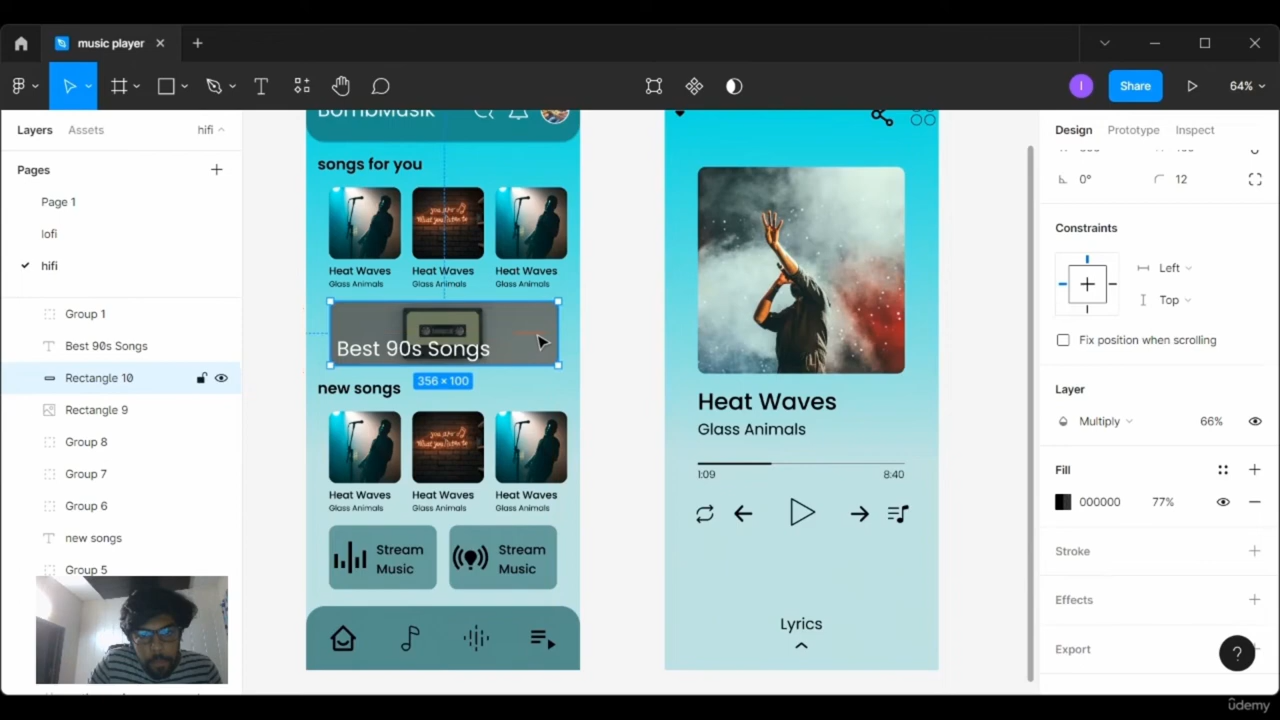 music player
Share
64%
Layers
Assets
hifi
Pages
Page 1
lofi
hifi
Group 1
Best 90s Songs
Rectangle 10
Rectangle 9
Group 8
Group 7
Group 6
new songs
Group 5
BombMusik
songs for you
Heat Waves
Glass Animals
Heat Waves
Glass Animals
Heat Waves
Glass Animals
Best 90s Songs
356 × 100
new songs
Heat Waves
Glass Animals
Heat Waves
Glass Animals
Heat Waves
Glass Animals
Stream
Music
Stream
Music
Heat Waves
Glass Animals
1:09
8:40
Lyrics
Design
Prototype
Inspect
0°
12
Constraints
Left
Top
Fix position when scrolling
Layer
Multiply
66%
Fill
000000
77%
Stroke
Effects
Export
?
I
ûdemy